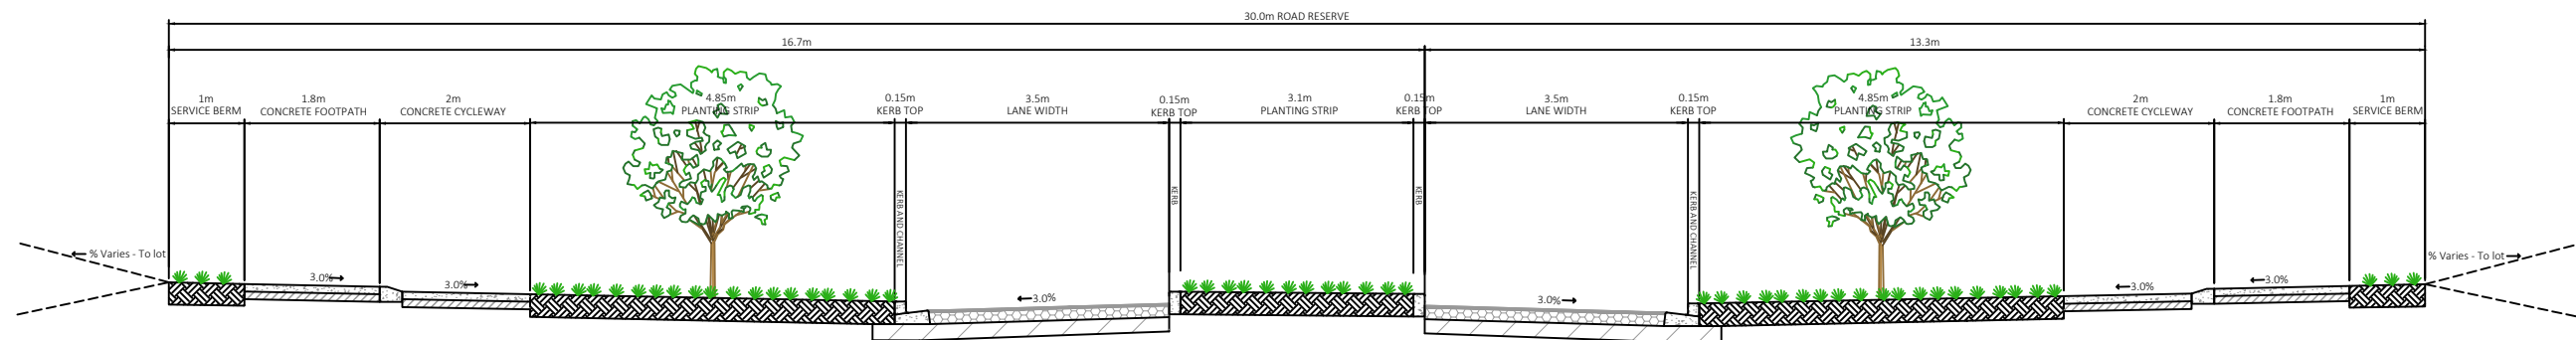 30.0m ROAD RESERVE
16.7m
13.3m
1m
SERVICE BERM
1.8m
CONCRETE FOOTPATH
2m
CONCRETE CYCLEWAY
4.85m
PLANTING STRIP
0.15m
KERB TOP
3.5m
LANE WIDTH
0.15m
KERB TOP
3.1m
PLANTING STRIP
0.15m
KERB TOP
3.5m
LANE WIDTH
0.15m
KERB TOP
4.85m
PLANTING STRIP
2m
CONCRETE CYCLEWAY
1.8m
CONCRETE FOOTPATH
1m
SERVICE BERM
KERB AND CHANNEL
KERB
KERB
KERB AND CHANNEL
% Varies - To lot
3.0%
3.0%
3.0%
3.0%
3.0%
3.0%
% Varies - To lot